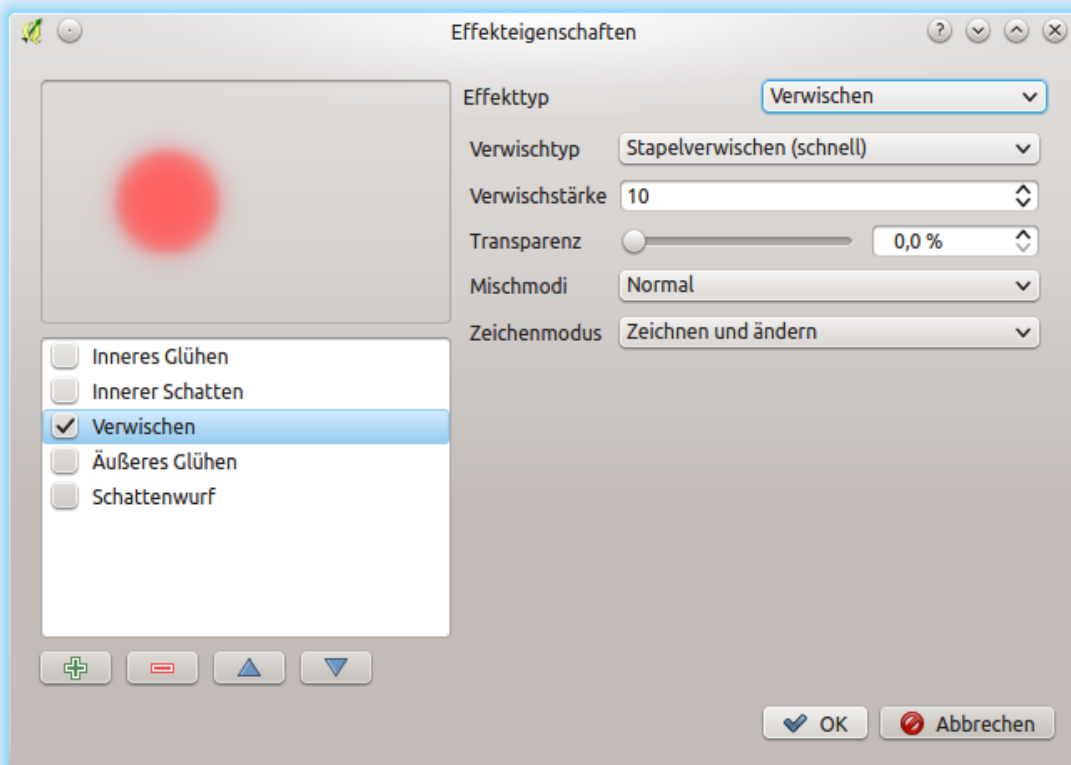 Effekteigenschaften
Effekttyp Verwischen
Verwischtyp Stapelverwischen (schnell)
Verwischstärke 10
Transparenz 0,0 %
Mischmodi Normal
Zeichenmodus Zeichnen und ändern
Inneres Glühen
Innerer Schatten
Verwischen
Äußeres Glühen
Schattenwurf
OK Abbrechen